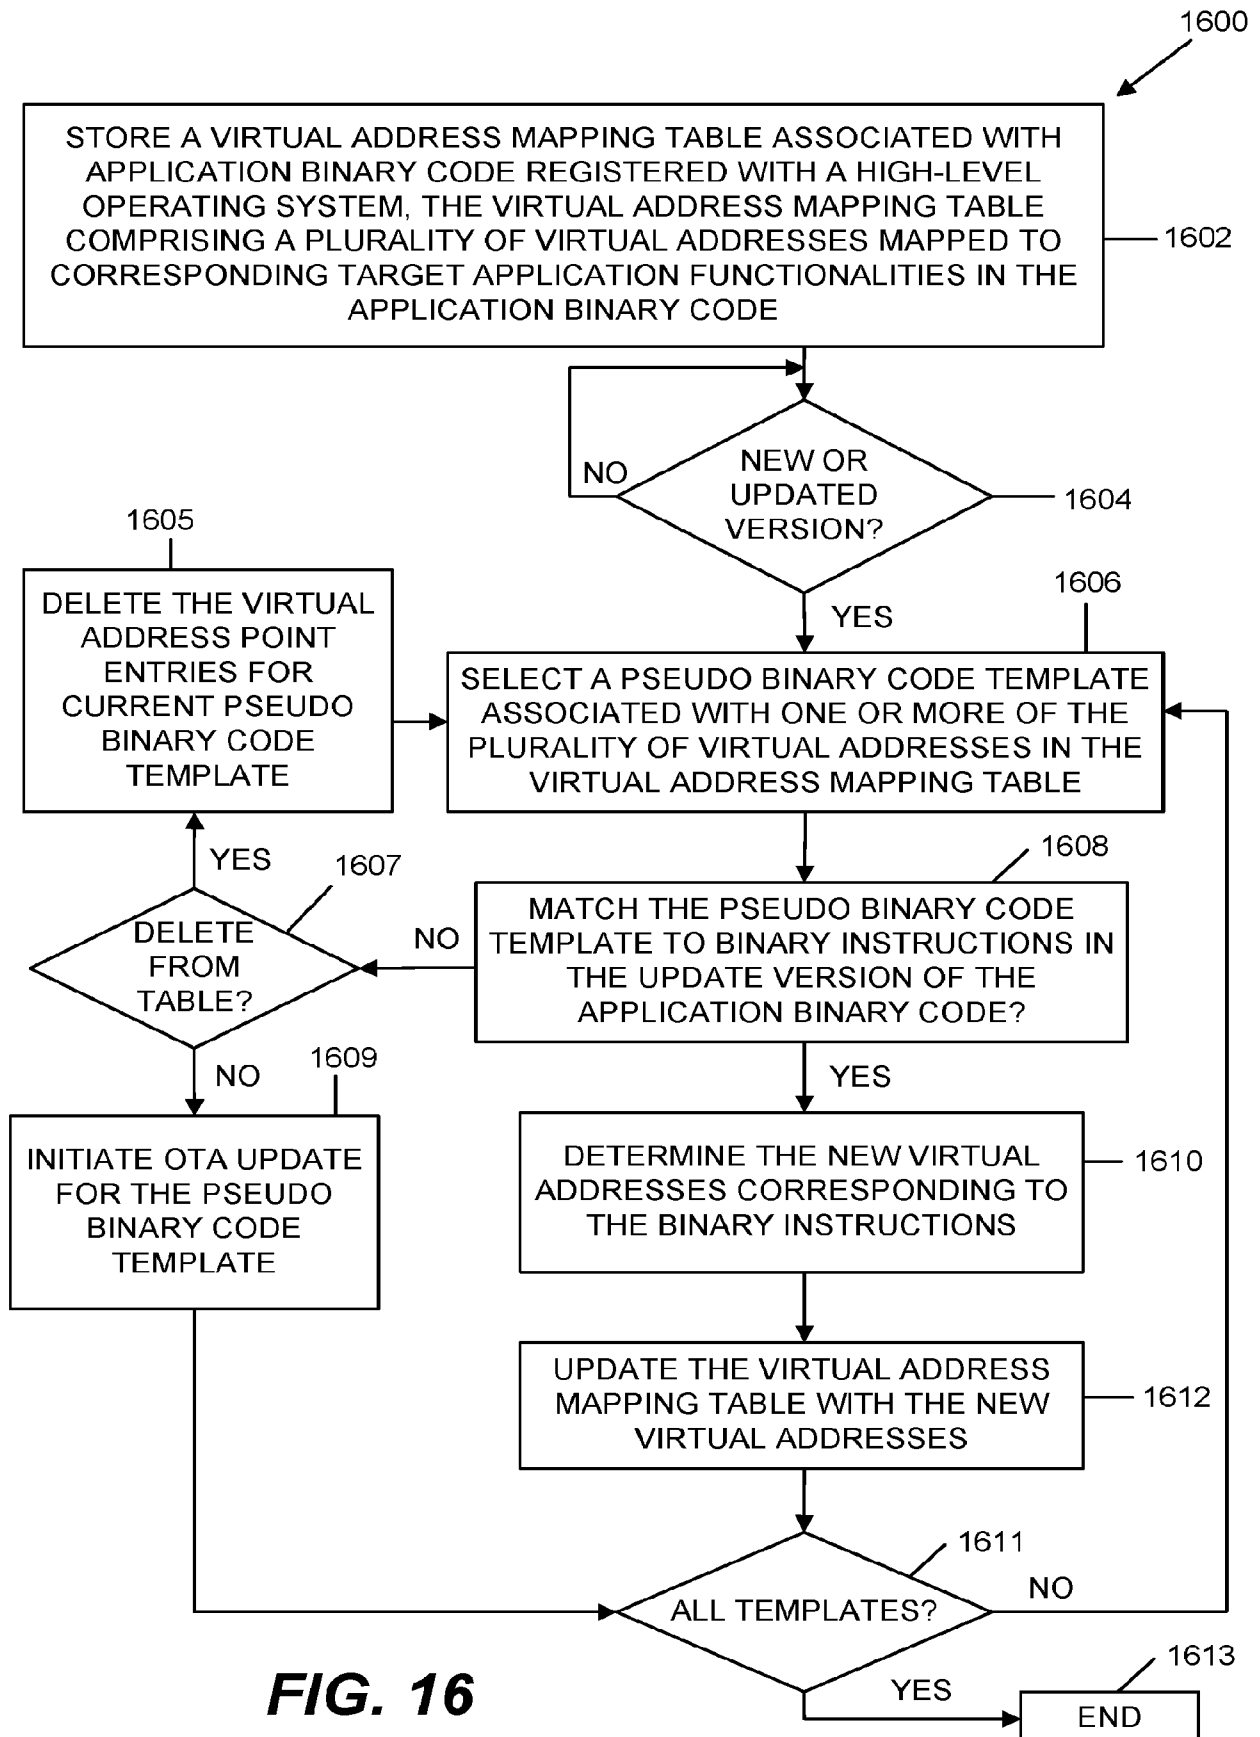 1600
STORE A VIRTUAL ADDRESS MAPPING TABLE ASSOCIATED WITH
APPLICATION BINARY CODE REGISTERED WITH A HIGH-LEVEL
OPERATING SYSTEM, THE VIRTUAL ADDRESS MAPPING TABLE
COMPRISING A PLURALITY OF VIRTUAL ADDRESSES MAPPED TO
CORRESPONDING TARGET APPLICATION FUNCTIONALITIES IN THE
APPLICATION BINARY CODE
1602
NEW OR
UPDATED
VERSION?
NO
1604
YES
1605
DELETE THE VIRTUAL
ADDRESS POINT
ENTRIES FOR
CURRENT PSEUDO
BINARY CODE
TEMPLATE
1606
SELECT A PSEUDO BINARY CODE TEMPLATE
ASSOCIATED WITH ONE OR MORE OF THE
PLURALITY OF VIRTUAL ADDRESSES IN THE
VIRTUAL ADDRESS MAPPING TABLE
YES
1607
DELETE
FROM
TABLE?
NO
1608
MATCH THE PSEUDO BINARY CODE
TEMPLATE TO BINARY INSTRUCTIONS IN
THE UPDATE VERSION OF THE
APPLICATION BINARY CODE?
NO
1609
YES
INITIATE OTA UPDATE
FOR THE PSEUDO
BINARY CODE
TEMPLATE
DETERMINE THE NEW VIRTUAL
ADDRESSES CORRESPONDING TO
THE BINARY INSTRUCTIONS
1610
UPDATE THE VIRTUAL ADDRESS
MAPPING TABLE WITH THE NEW
VIRTUAL ADDRESSES
1612
1611
ALL TEMPLATES?
NO
YES
1613
END
FIG. 16